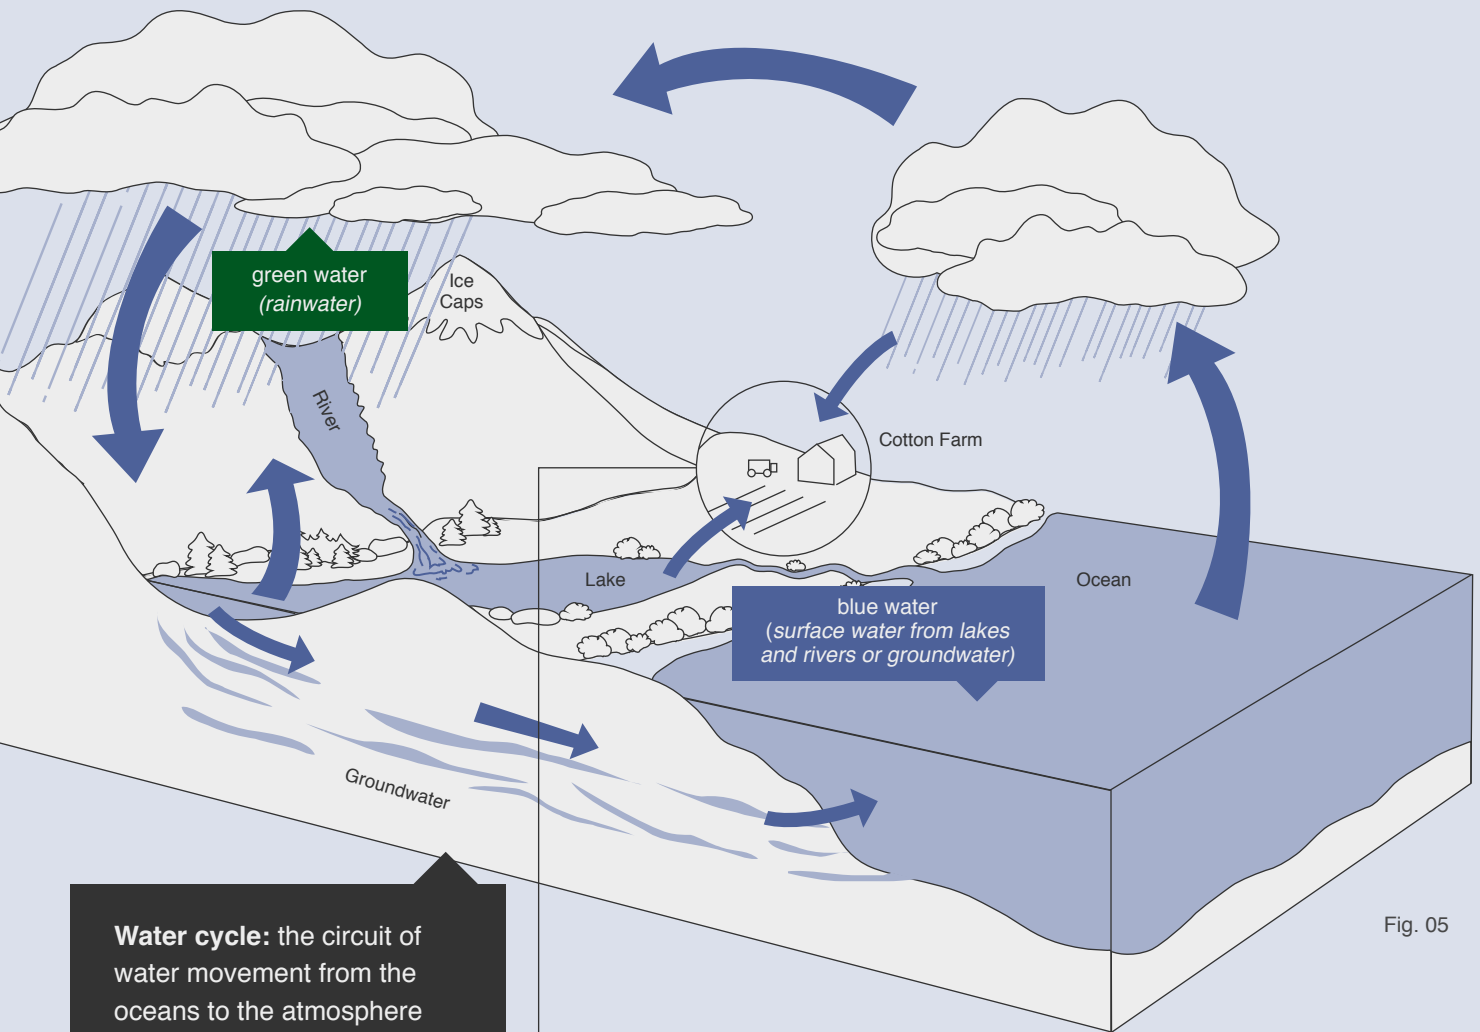 green water
(rainwater)
Ice
Caps
River
Cotton Farm
Lake
Ocean
blue water
(surface water from lakes
and rivers or groundwater)
Groundwater
Water cycle: the circuit of
water movement from the
oceans to the atmosphere
Fig. 05